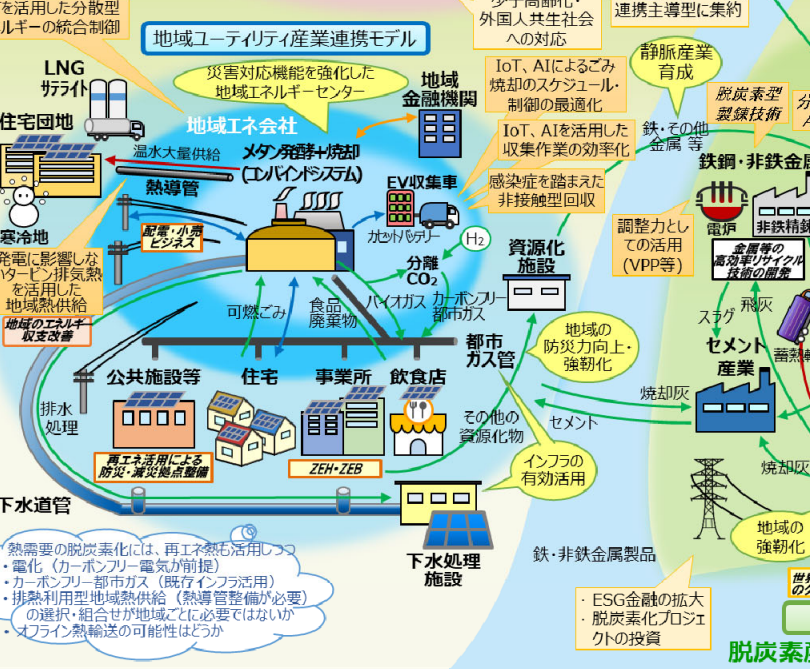 を活用した分散型
ルギーの統合制御
地域ユーティリティ産業連携モデル
少子高齢化・
外国人共生社会
への対応
連携主導型に集約
LNG
サテライト
災害対応機能を強化した
地域エネルギーセンター
地域
金融機関
IoT、AIによるごみ
焼却のスケジュール・
制御の最適化
静脈産業
育成
脱炭素型
製錬技術
住宅団地
地域エネ会社
IoT、AIを活用した
収集作業の効率化
鉄・その他
金属 等
温水大量供給
メタン発酵+焼却
(コンバインドシステム)
鉄鋼・非鉄金属
熱導管
EV収集車
感染症を踏まえた
非接触型回収
カセットバッテリー
H₂
調整力とし
ての活用
(VPP等)
電炉
非鉄精錬
寒冷地
配電・小売
ビジネス
資源化
施設
金属等の
高効率リサイクル
技術の開発
発電に影響しな
いタービン排気熱
を活用した
地域熱供給
分離
CO₂
可燃ごみ
食品
廃棄物
バイオガス
カーボンフリー
都市ガス
スラグ
飛灰
地域のエネルギー
収支改善
都市
ガス管
地域の
防災力向上・
強靭化
セメント
産業
公共施設等
住宅
事業所
飲食店
焼却灰
排水
処理
その他の
資源化物
セメント
再エネ活用による
防災・減災拠点整備
ZEH・ZEB
インフラの
有効活用
焼却灰
下水道管
地域の
強靭化
熱需要の脱炭素化には、再エネ熱も活用しつつ
・電化（カーボンフリー電気が前提）
・カーボンフリー都市ガス（既存インフラ活用）
・排熱利用型地域熱供給（熱導管整備が必要）
の選択・組合せが地域ごとに必要ではないか
・オフライン熱輸送の可能性はどうか
下水処理
施設
鉄・非鉄金属製品
・ESG金融の拡大
・脱炭素化プロジェ
クトの投資
脱炭素産